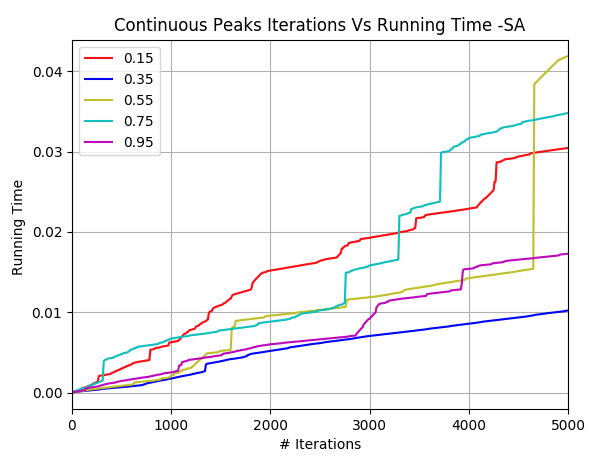 Continuous Peaks Iterations Vs Running Time -SA
0.15
0.35
0.55
0.75
0.95
Running Time
0.04
0.03
0.02
0.01
0.00
0 1000 2000 3000 4000 5000
# Iterations